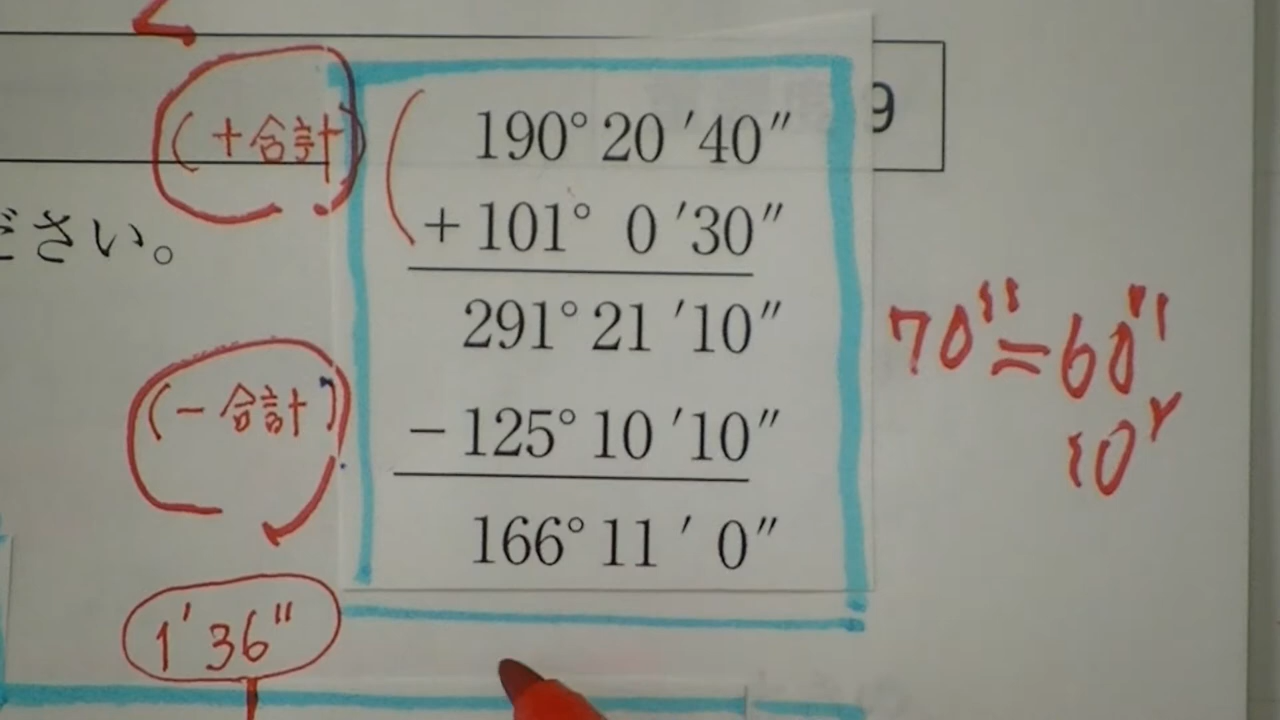 9
(+合計)
190° 20 ′40″
ださい。
+ 101° 0 ′30″
291° 21 ′10″
70″=60″
10″
(-合計)
− 125° 10 ′10″
166° 11 ′ 0″
1′36″